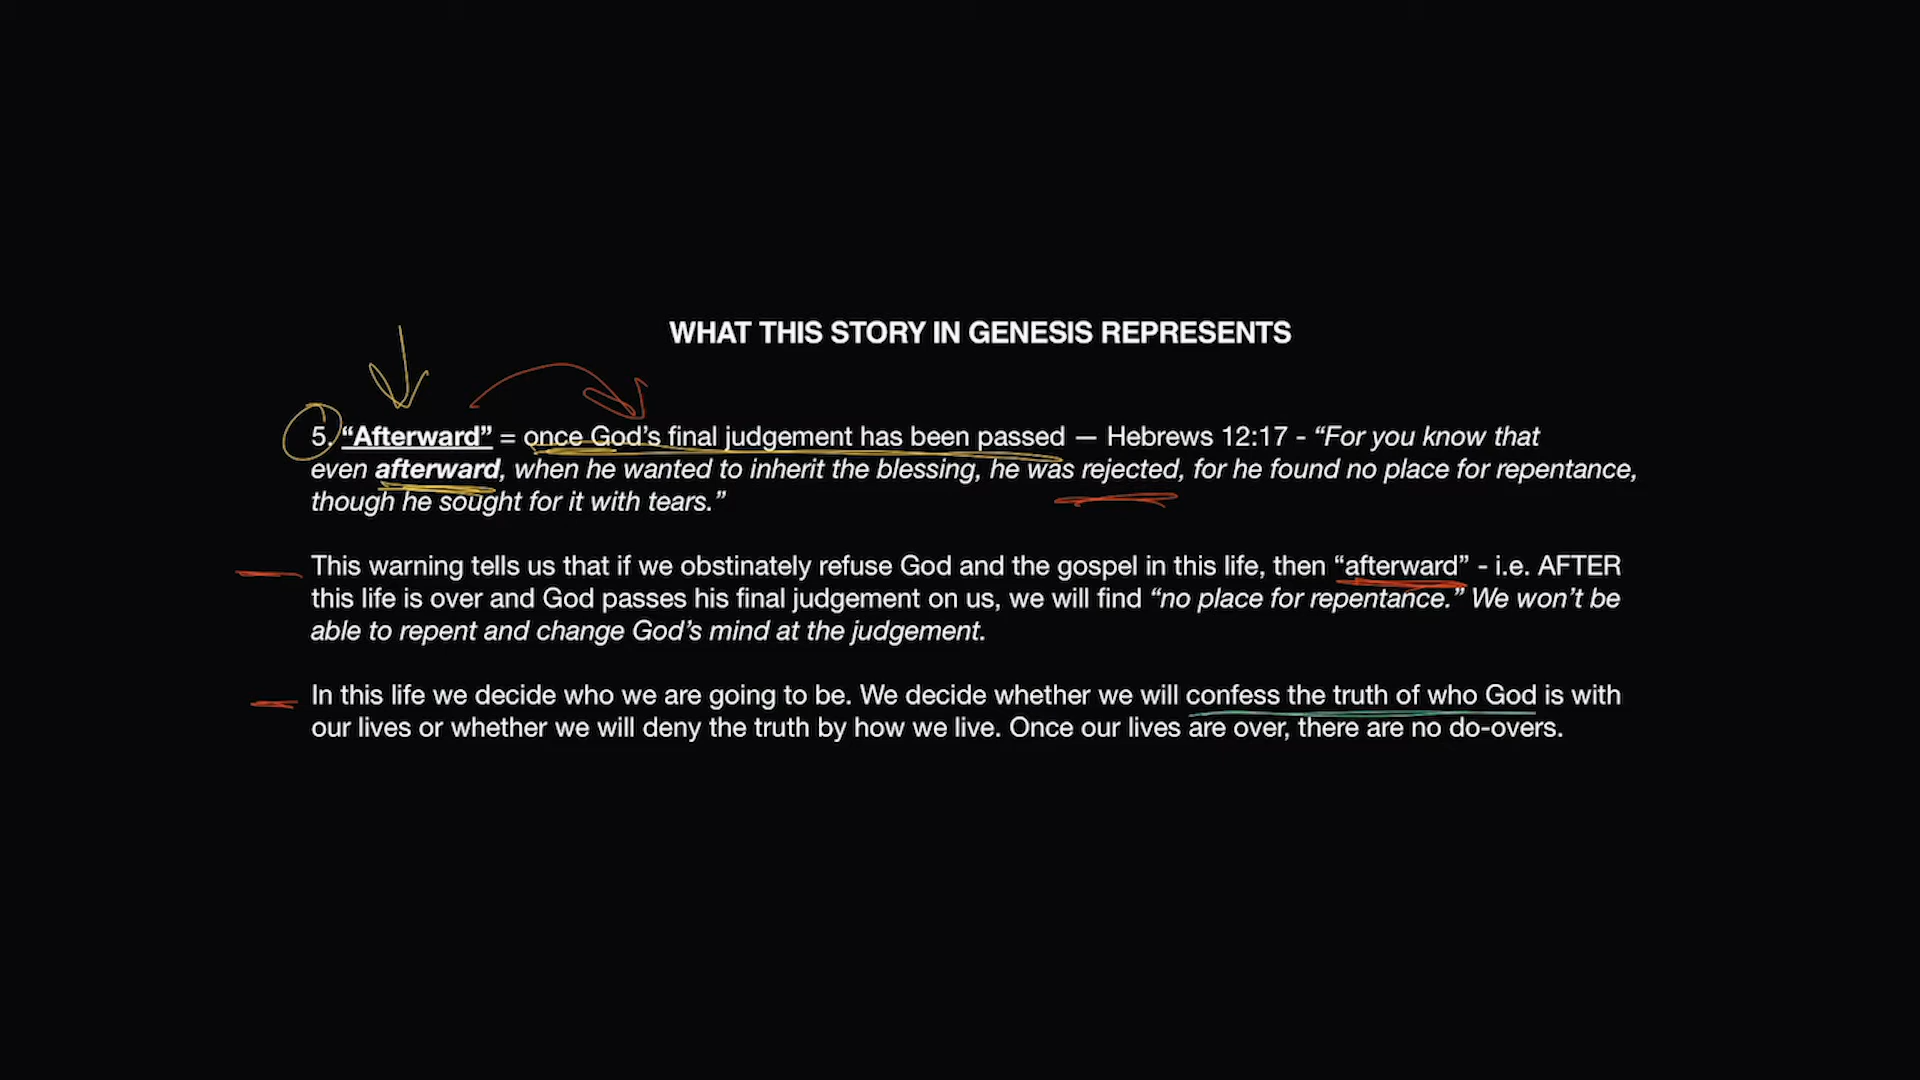 WHAT THIS STORY IN GENESIS REPRESENTS
5. “Afterward” = once God’s final judgement has been passed — Hebrews 12:17 - “For you know that
even afterward, when he wanted to inherit the blessing, he was rejected, for he found no place for repentance,
though he sought for it with tears.”
This warning tells us that if we obstinately refuse God and the gospel in this life, then “afterward” - i.e. AFTER
this life is over and God passes his final judgement on us, we will find “no place for repentance.” We won’t be
able to repent and change God’s mind at the judgement.
In this life we decide who we are going to be. We decide whether we will confess the truth of who God is with
our lives or whether we will deny the truth by how we live. Once our lives are over, there are no do-overs.